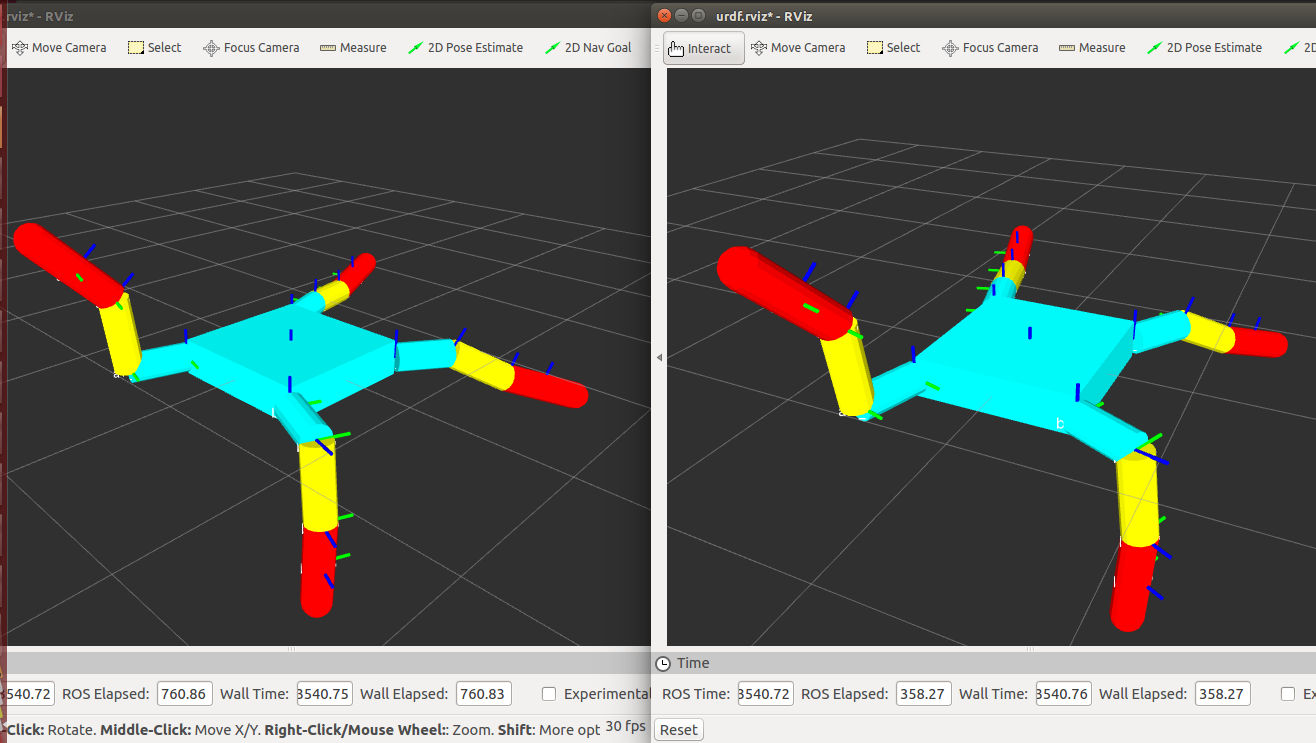 .rviz* - RViz
Move Camera Select Focus Camera Measure 2D Pose Estimate 2D Nav Goal
3540.72 ROS Elapsed: 760.86 Wall Time: 3540.75 Wall Elapsed: 760.83 Experimental
-Click: Rotate. Middle-Click: Move X/Y. Right-Click/Mouse Wheel:: Zoom. Shift: More opt 30 fps
urdf.rviz* - RViz
Interact Move Camera Select Focus Camera Measure 2D Pose Estimate 2D
b
Time
ROS Time: 3540.72 ROS Elapsed: 358.27 Wall Time: 3540.76 Wall Elapsed: 358.27 Ex
Reset